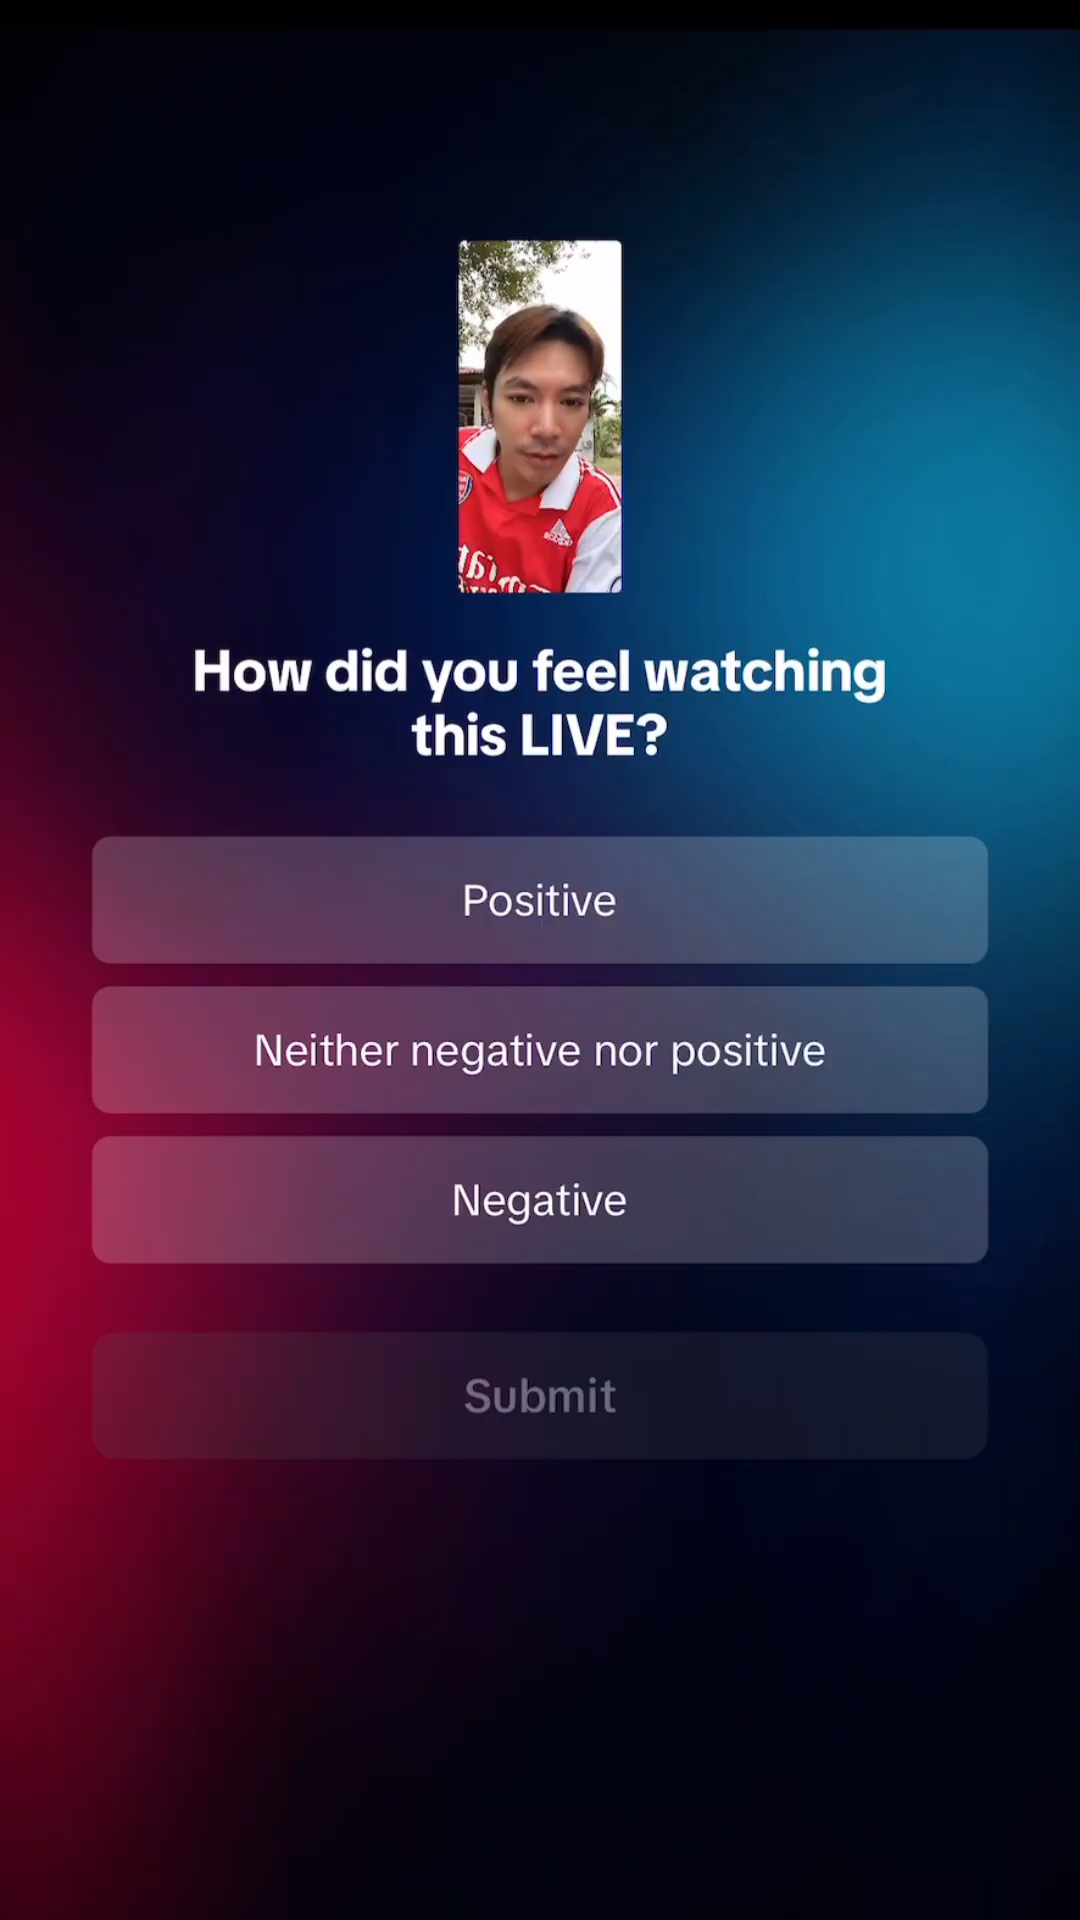 How did you feel watching
this LIVE?
Positive
Neither negative nor positive
Negative
Submit